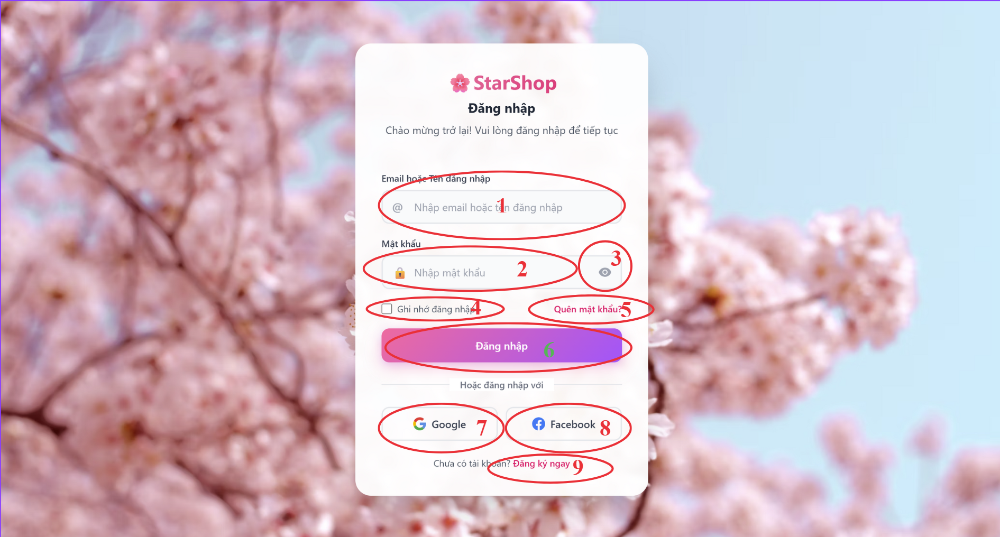 StarShop
Đăng nhập
Chào mừng trở lại! Vui lòng đăng nhập để tiếp tục
Email hoặc Tên đăng nhập
@ Nhập email hoặc tên đăng nhập 1
Mật khẩu
Nhập mật khẩu 2 3
Ghi nhớ đăng nhập 4 Quên mật khẩu? 5
Đăng nhập 6
Hoặc đăng nhập với
Google 7 Facebook 8
Chưa có tài khoản? Đăng ký ngay 9